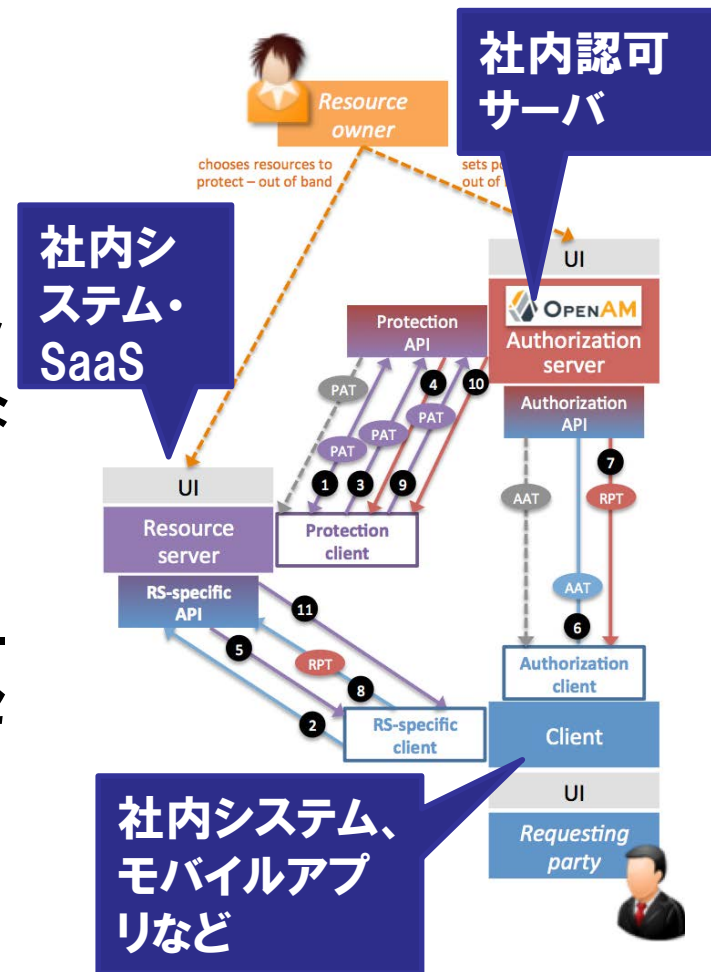 社内認可
サーバ
Resource
owner
chooses resources to
protect – out of band
sets
out of
社内シ
ステム・
SaaS
UI
OPENAM
Authorization
server
Protection
API
Authorization
API
PAT
4
10
PAT
PAT
PAT
1
3
9
7
AAT
RPT
UI
Resource
server
Protection
client
RS-specific
API
11
5
RPT
8
2
AAT
6
Authorization
client
RS-specific
client
Client
UI
Requesting
party
社内システム、
モバイルアプ
リなど